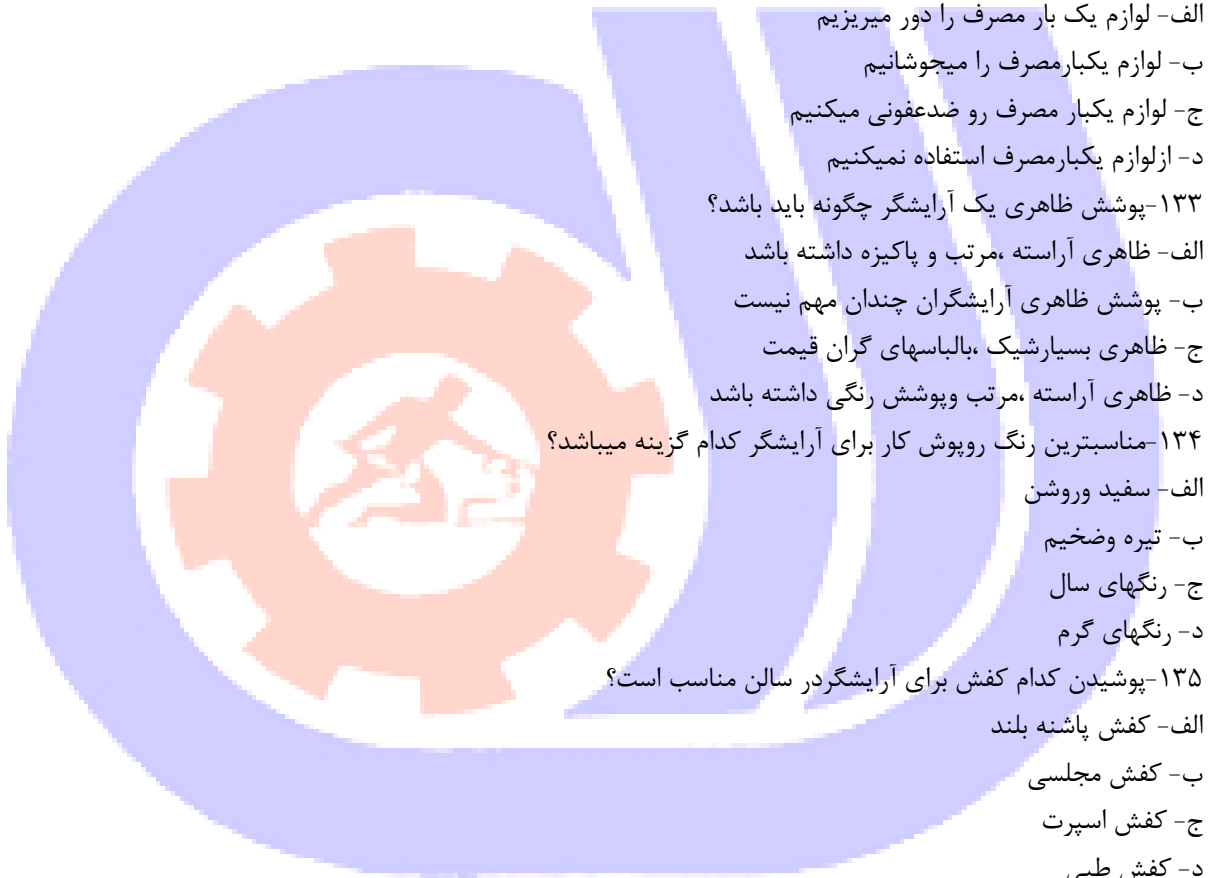 الف- لوازم یک بار مصرف را دور میریزیم
ب- لوازم یکبارمصرف را میجوشانیم
ج- لوازم یکبار مصرف رو ضدعفونی میکنیم
د- ازلوازم یکبارمصرف استفاده نمیکنیم
۱۳۳-پوشش ظاهری یک آرایشگر چگونه باید باشد؟
الف- ظاهری آراسته ،مرتب و پاکیزه داشته باشد
ب- پوشش ظاهری آرایشگران چندان مهم نیست
ج- ظاهری بسیارشیک ،بالباسهای گران قیمت
د- ظاهری آراسته ،مرتب وپوشش رنگی داشته باشد
۱۳۴-مناسبترین رنگ روپوش کار برای آرایشگر کدام گزینه میباشد؟
الف- سفید وروشن
ب- تیره وضخیم
ج- رنگهای سال
د- رنگهای گرم
۱۳۵-پوشیدن کدام کفش برای آرایشگردر سالن مناسب است؟
الف- کفش پاشنه بلند
ب- کفش مجلسی
ج- کفش اسپرت
د- کفش طبی